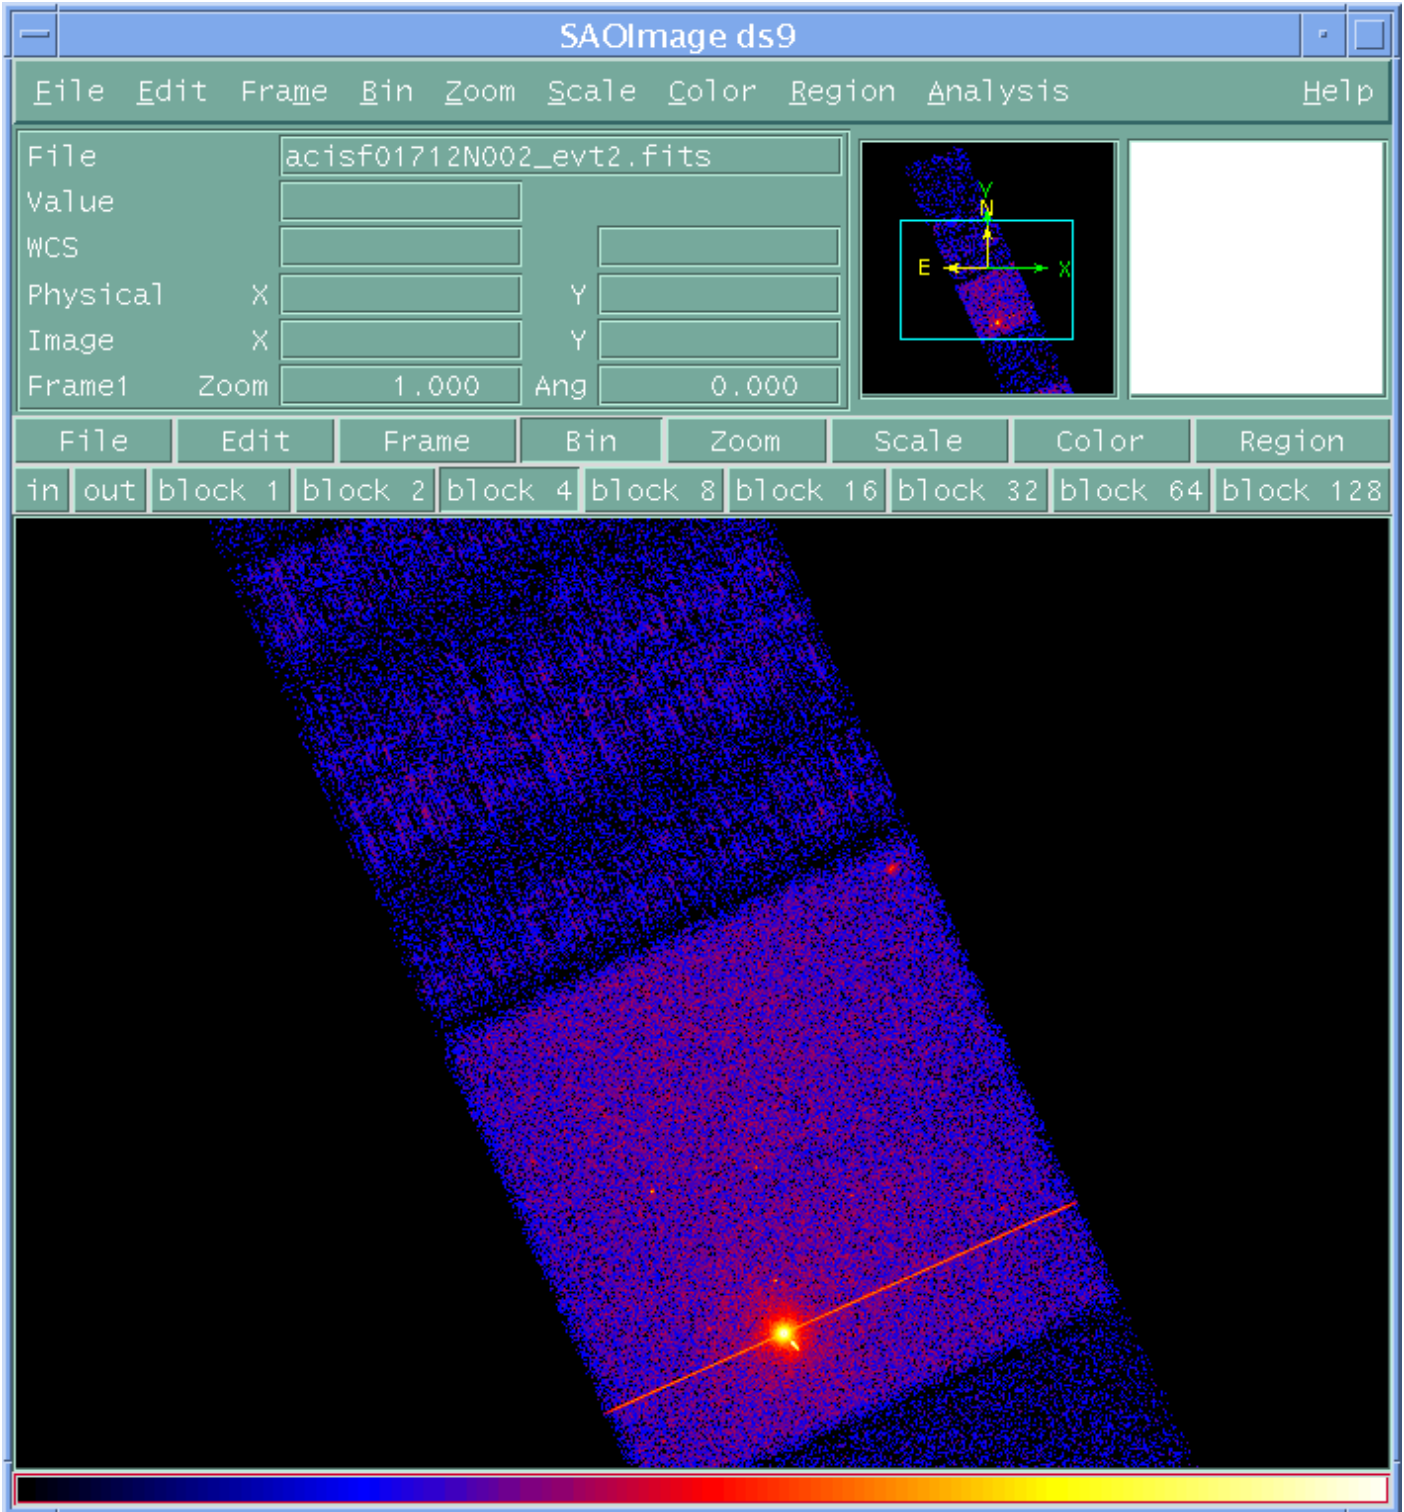 SAOImage ds9
File Edit Frame Bin Zoom Scale Color Region Analysis Help
File acisf01712N002_evt2.fits
Value
WCS
Physical X Y
Image X Y
Frame1 Zoom 1.000 Ang 0.000
Y
N
E X
File Edit Frame Bin Zoom Scale Color Region
in out block 1 block 2 block 4 block 8 block 16 block 32 block 64 block 128